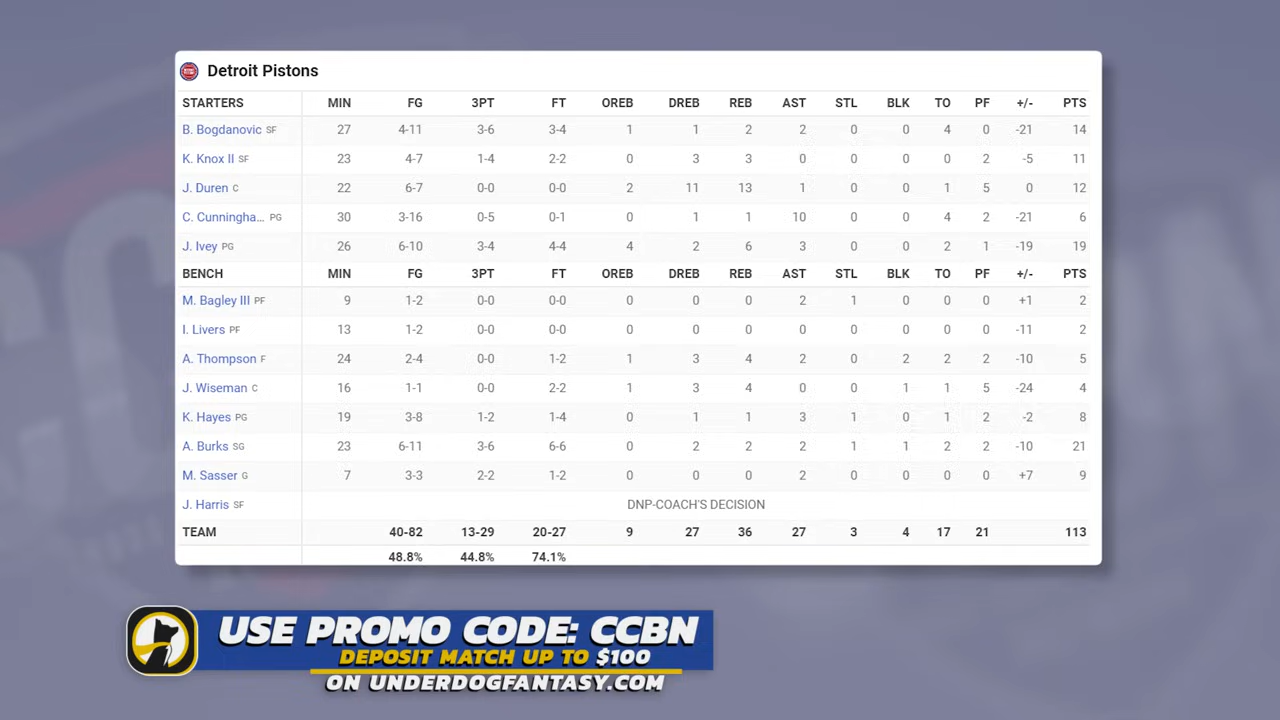 Detroit Pistons
STARTERS MIN FG 3PT FT OREB DREB REB AST STL BLK TO PF +/- PTS
B. Bogdanovic SF 27 4-11 3-6 3-4 1 1 2 2 0 0 4 0 -21 14
K. Knox II SF 23 4-7 1-4 2-2 0 3 3 0 0 0 0 2 -5 11
J. Duren C 22 6-7 0-0 0-0 2 11 13 1 0 0 1 5 0 12
C. Cunningha... PG 30 3-16 0-5 0-1 0 1 1 10 0 0 4 2 -21 6
J. Ivey PG 26 6-10 3-4 4-4 4 2 6 3 0 0 2 1 -19 19
BENCH MIN FG 3PT FT OREB DREB REB AST STL BLK TO PF +/- PTS
M. Bagley III PF 9 1-2 0-0 0-0 0 0 0 2 1 0 0 0 +1 2
I. Livers PF 13 1-2 0-0 0-0 0 0 0 0 0 0 0 0 -11 2
A. Thompson F 24 2-4 0-0 1-2 1 3 4 2 0 2 2 2 -10 5
J. Wiseman C 16 1-1 0-0 2-2 1 3 4 0 0 1 1 5 -24 4
K. Hayes PG 19 3-8 1-2 1-4 0 1 1 3 1 0 1 2 -2 8
A. Burks SG 23 6-11 3-6 6-6 0 2 2 2 1 1 2 2 -10 21
M. Sasser G 7 3-3 2-2 1-2 0 0 0 2 0 0 0 0 +7 9
J. Harris SF DNP-COACH'S DECISION
TEAM 40-82 13-29 20-27 9 27 36 27 3 4 17 21 113
48.8% 44.8% 74.1%
USE PROMO CODE: CCBN
DEPOSIT MATCH UP TO $100
ON UNDERDOGFANTASY.COM